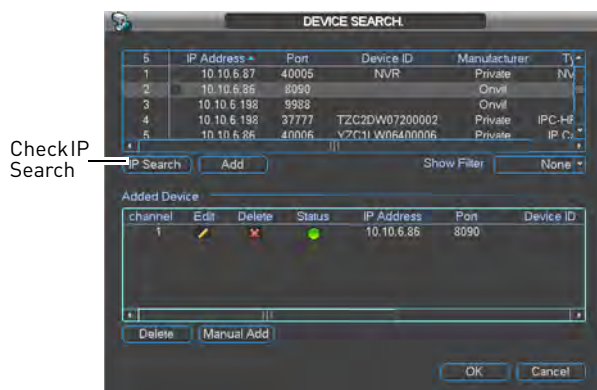 DEVICE SEARCH.
5 IP Address Port Device ID Manufacturer Ty
1 10.10.6.87 40005 NVR Private NV
2 10.10.6.86 8090 Onvif
3 10.10.6.198 9988 Onvif
4 10.10.6.198 37777 TZC2DW07200002 Private IPC-HF
5 10.10.6.86 40006 YZC1LW06400006 Private IP C
CheckIP
Search
IP Search Add Show Filter None
Added Device
channel Edit Delete Status IP Address Port Device ID
1 10.10.6.86 8090
Delete Manual Add
OK Cancel